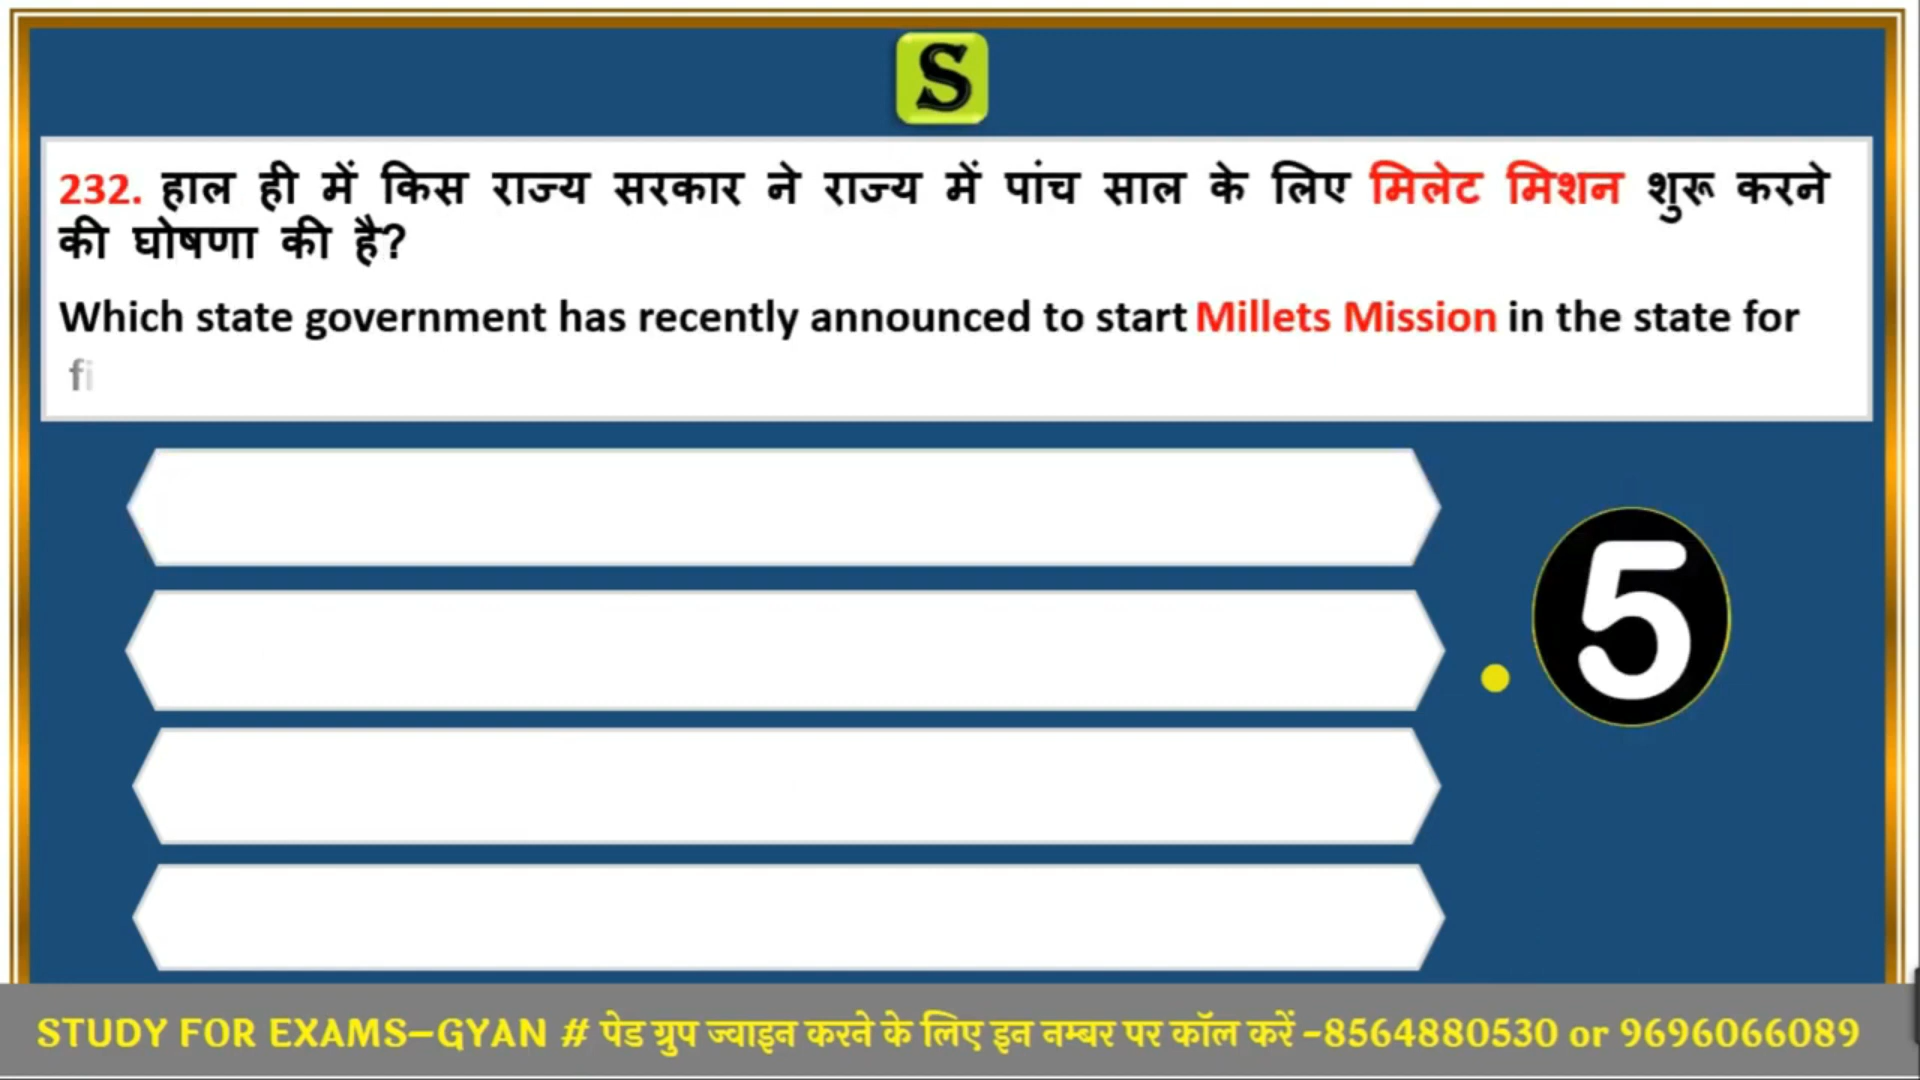 S
232. हाल ही में किस राज्य सरकार ने राज्य में पांच साल के लिए मिलेट मिशन शुरू करने
की घोषणा की है?
Which state government has recently announced to start Millets Mission in the state for
fi
5
STUDY FOR EXAMS–GYAN # पेड ग्रुप ज्वाइन करने के लिए इन नम्बर पर कॉल करें -8564880530 or 9696066089